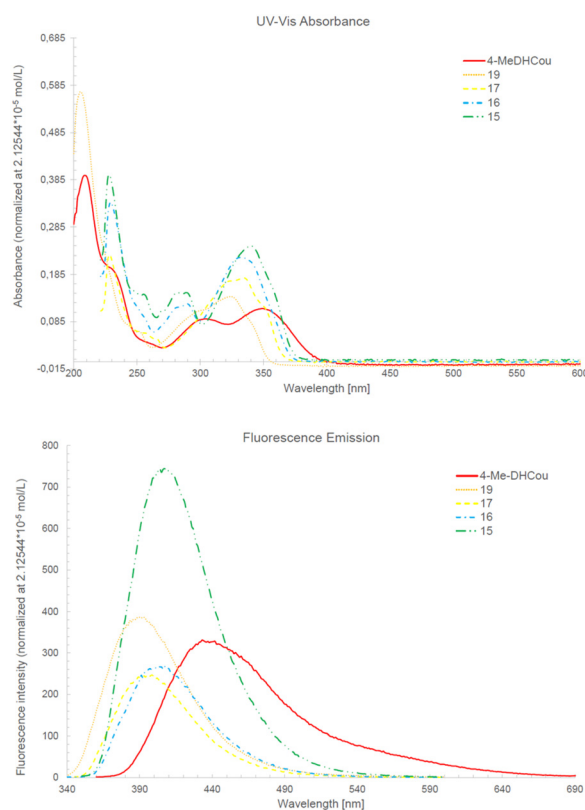 UV-Vis Absorbance
Absorbance (normalized at 2.12544*10⁻⁵ mol/L)
0,685
0,585
0,485
0,385
0,285
0,185
0,085
-0,015
4-MeDHCou
19
17
16
15
200 250 300 350 400 450 500 550 600
Wavelength [nm]
Fluorescence Emission
Fluorescence intensity (normalized at 2.12544*10⁻⁵ mol/L)
800
700
600
500
400
300
200
100
0
4-Me-DHCou
19
17
16
15
340 390 440 490 540 590 640 690
Wavelength [nm]